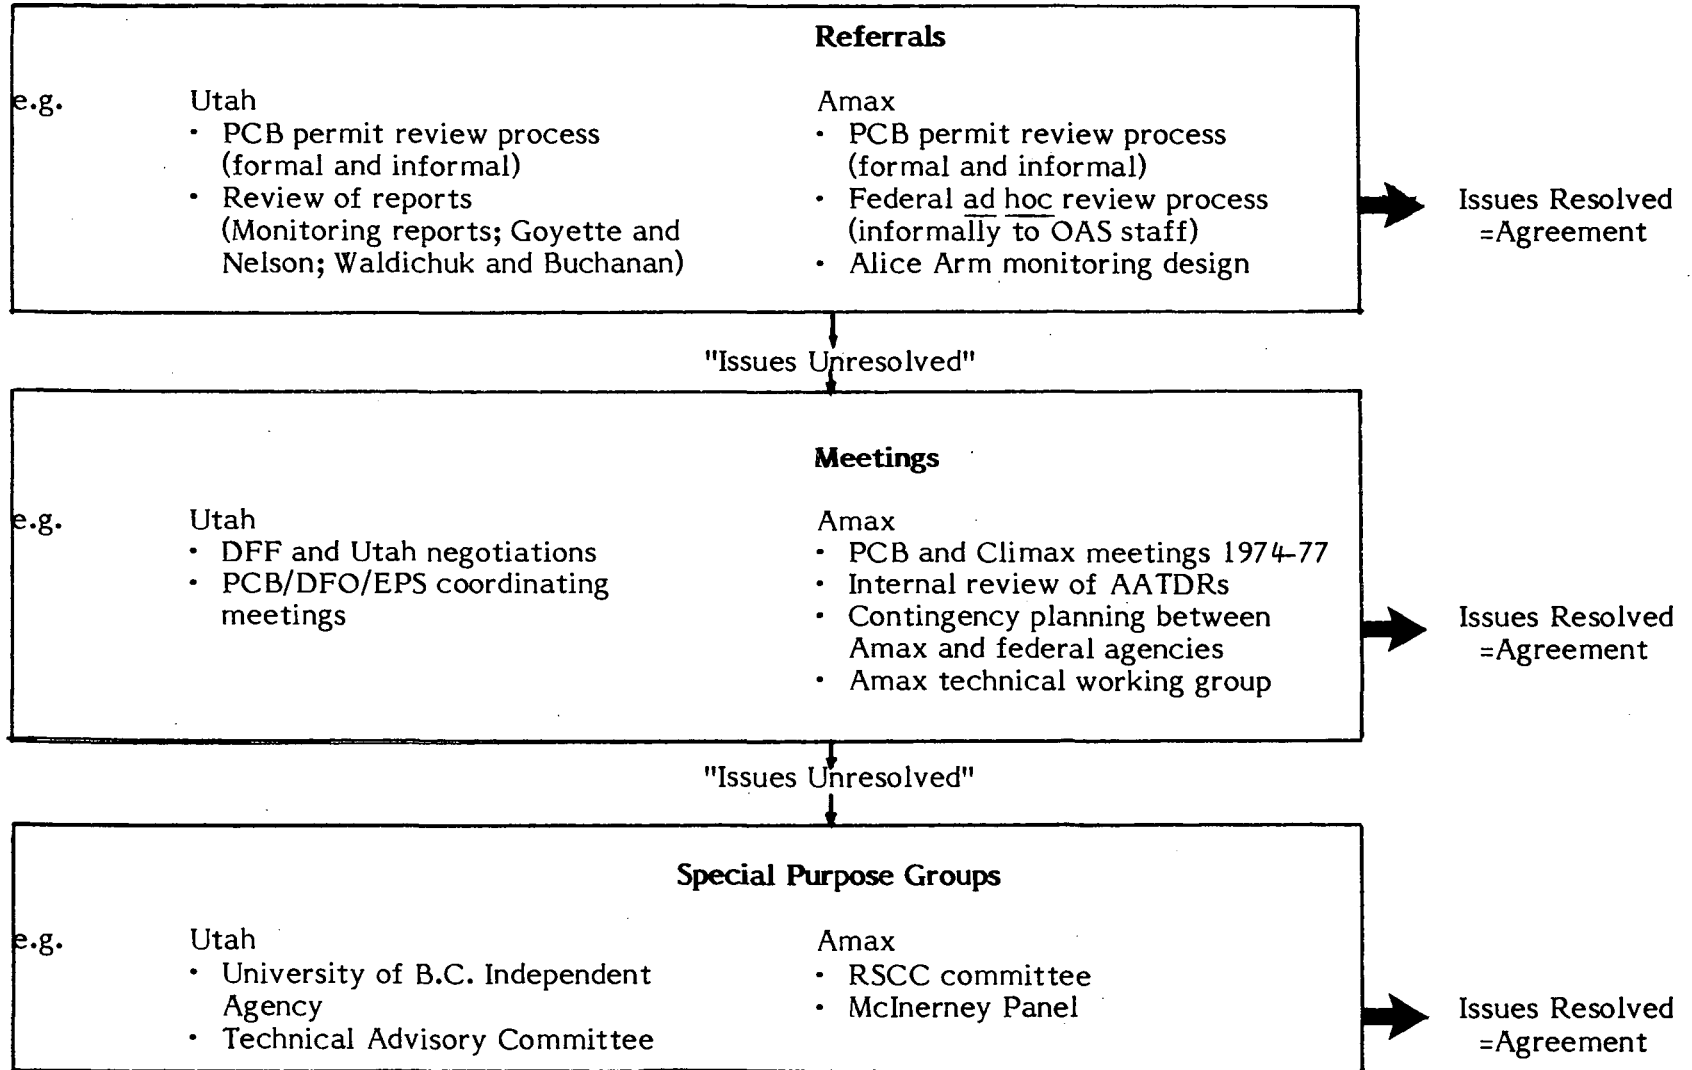 Referrals
e.g.
Utah
• PCB permit review process
(formal and informal)
• Review of reports
(Monitoring reports; Goyette and
Nelson; Waldichuk and Buchanan)
Amax
• PCB permit review process
(formal and informal)
• Federal ad hoc review process
(informally to OAS staff)
• Alice Arm monitoring design
Issues Resolved
=Agreement
"Issues Unresolved"
Meetings
e.g.
Utah
• DFF and Utah negotiations
• PCB/DFO/EPS coordinating
meetings
Amax
• PCB and Climax meetings 1974-77
• Internal review of AATDRs
• Contingency planning between
Amax and federal agencies
• Amax technical working group
Issues Resolved
=Agreement
"Issues Unresolved"
Special Purpose Groups
e.g.
Utah
• University of B.C. Independent
Agency
• Technical Advisory Committee
Amax
• RSCC committee
• McInerney Panel
Issues Resolved
=Agreement